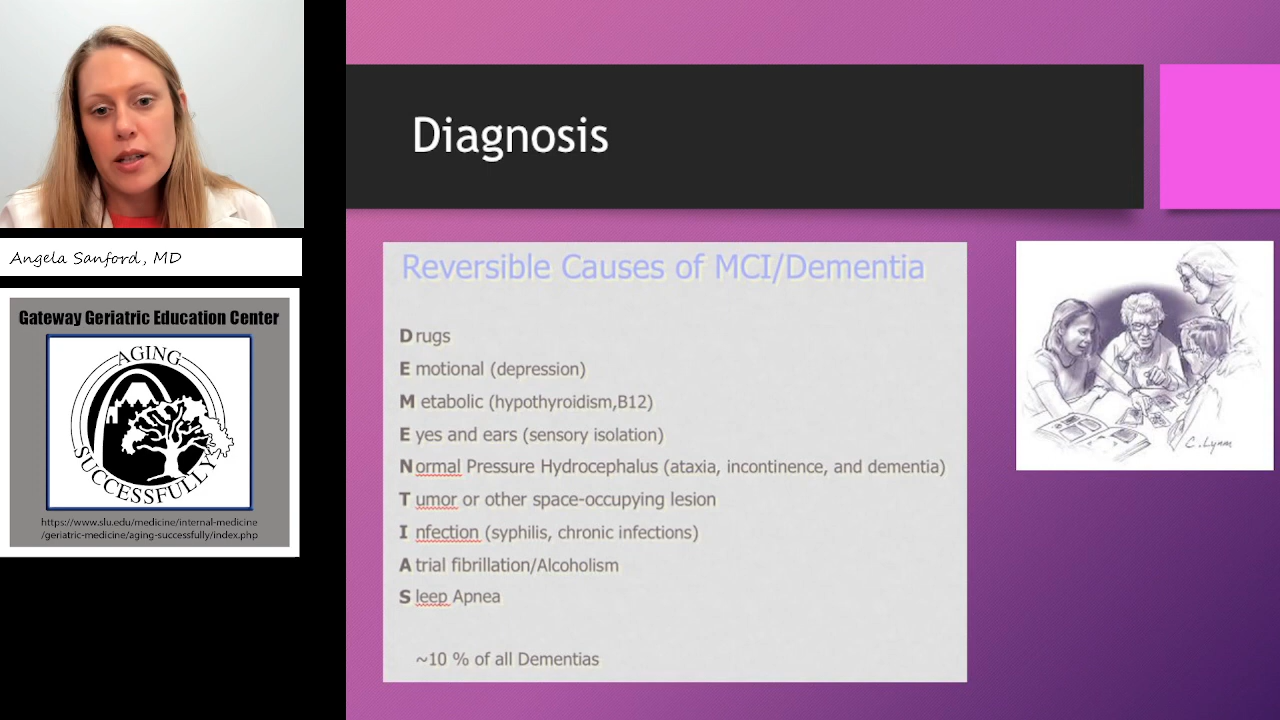 Angela Sanford, MD
Gateway Geriatric Education Center
AGING
SUCCESSFULLY
https://www.slu.edu/medicine/internal-medicine
/geriatric-medicine/aging-successfully/index.php
Diagnosis
Reversible Causes of MCI/Dementia
D rugs
E motional (depression)
M etabolic (hypothyroidism,B12)
E yes and ears (sensory isolation)
N ormal Pressure Hydrocephalus (ataxia, incontinence, and dementia)
T umor or other space-occupying lesion
I nfection (syphilis, chronic infections)
A trial fibrillation/Alcoholism
S leep Apnea
~10 % of all Dementias
C. Lynm